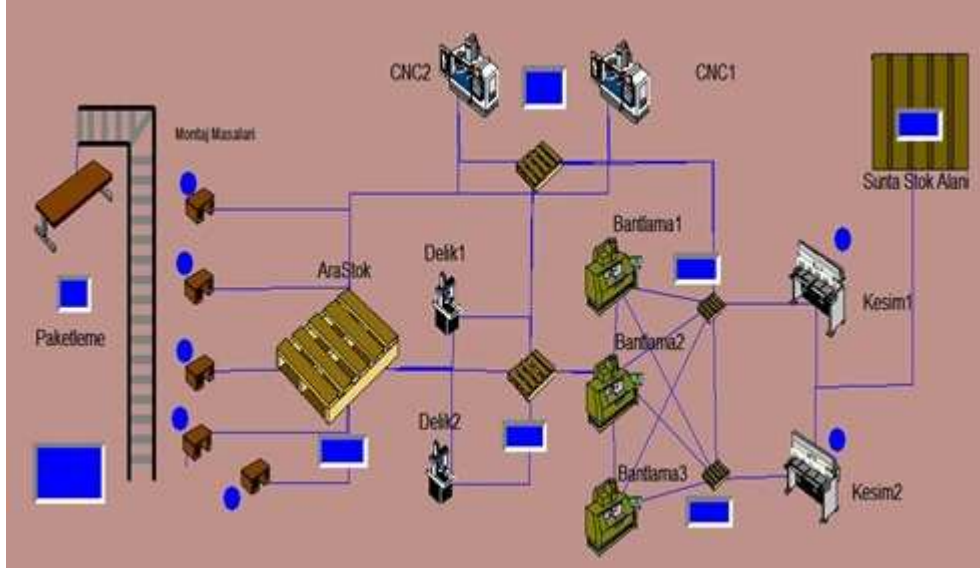 CNC2
CNC1
Montaj Masaları
Sunta Stok Alanı
Bantlama1
Delik1
AraStok
Kesim1
Paketleme
Bantlama2
Delik2
Bantlama3
Kesim2